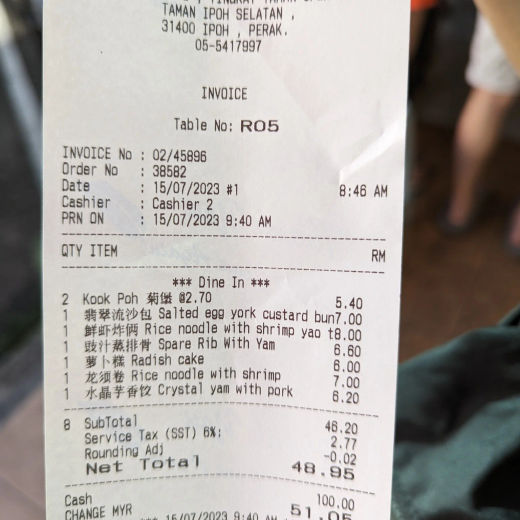 TAMAN IPOH SELATAN ,
31400 IPOH , PERAK.
05-5417997
INVOICE
Table No: R05
INVOICE No : 02/45896
Order No : 38582
Date : 15/07/2023 #1 8:46 AM
Cashier : Cashier 2
PRN ON : 15/07/2023 9:40 AM
QTY ITEM RM
*** Dine In ***
2 Kook Poh 菊堡 @2.70 5.40
1 翡翠流沙包 Salted egg york custard bun7.00
1 鲜虾炸俩 Rice noodle with shrimp yao t8.00
1 豉汁蒸排骨 Spare Rib With Yam 6.60
1 萝卜糕 Radish cake 6.00
1 龙须卷 Rice noodle with shrimp 7.00
1 水晶芋香饺 Crystal yam with pork 6.20
8 SubTotal 46.20
Service Tax (SST) 6%: 2.77
Rounding Adj -0.02
Net Total 48.95
Cash 100.00
CHANGE MYR 51.05
15/07/2023 9:40 AM